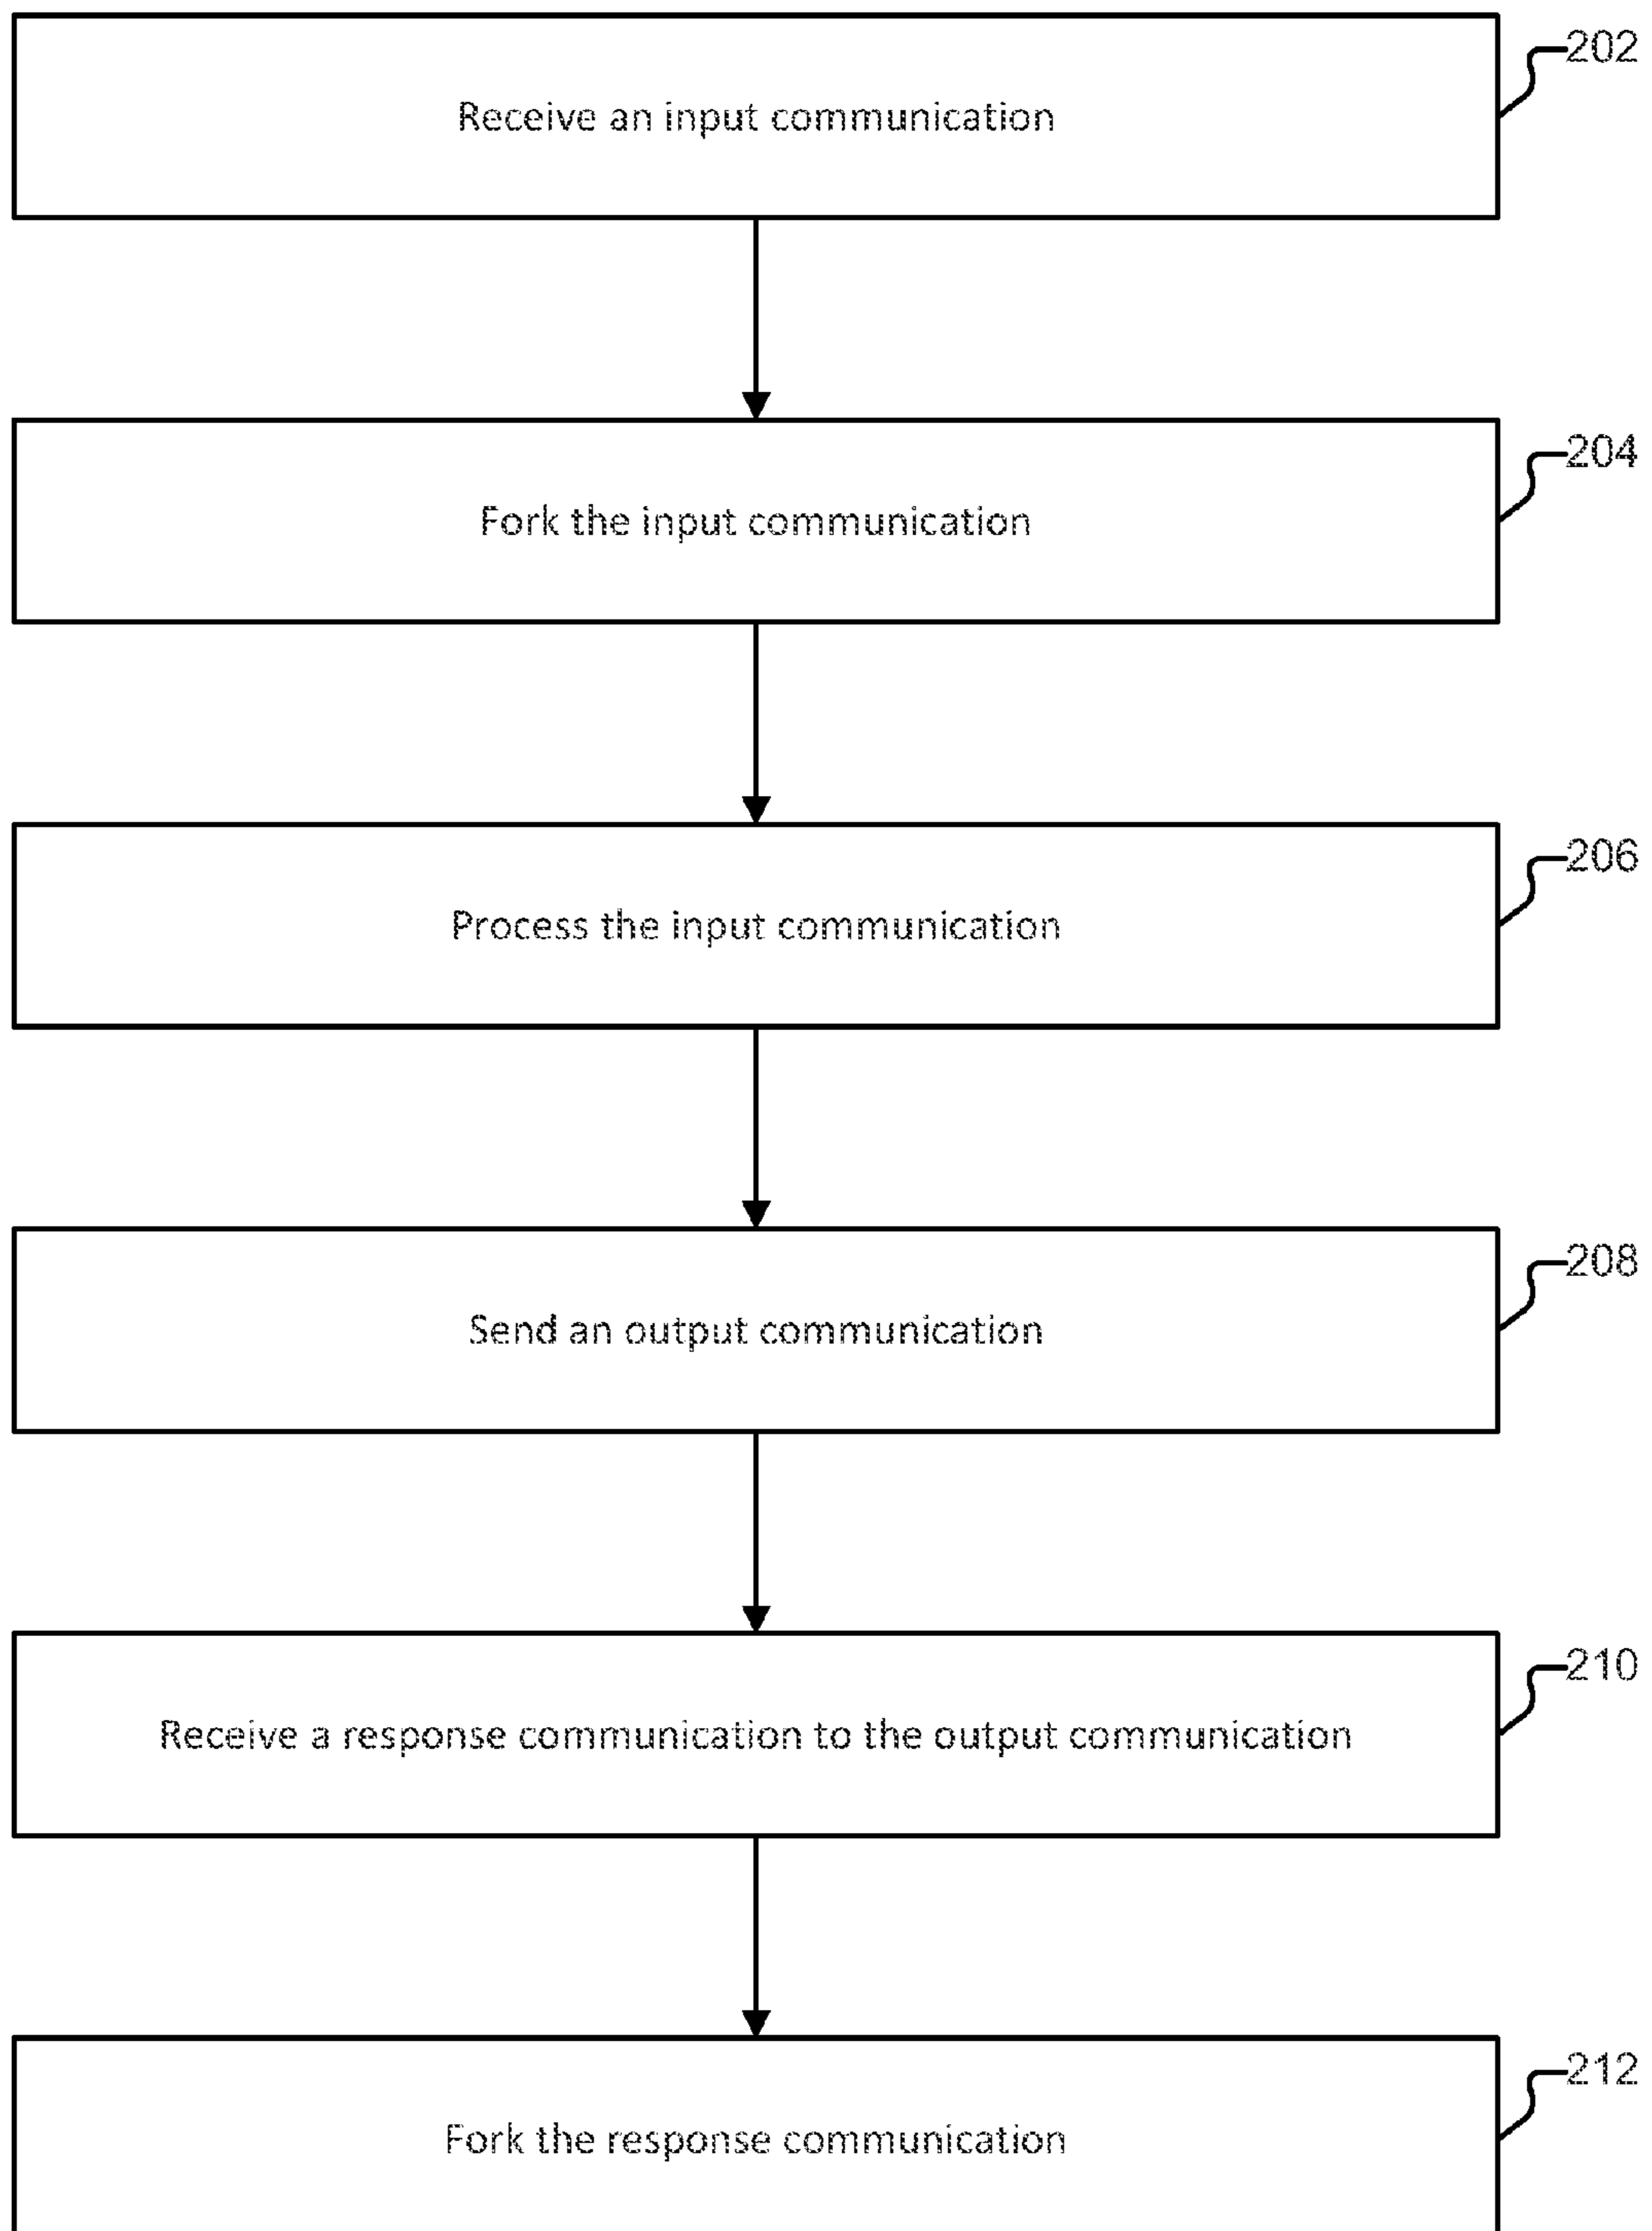 202
Receive an input communication
204
Fork the input communication
206
Process the input communication
208
Send an output communication
210
Receive a response communication to the output communication
212
Fork the response communication